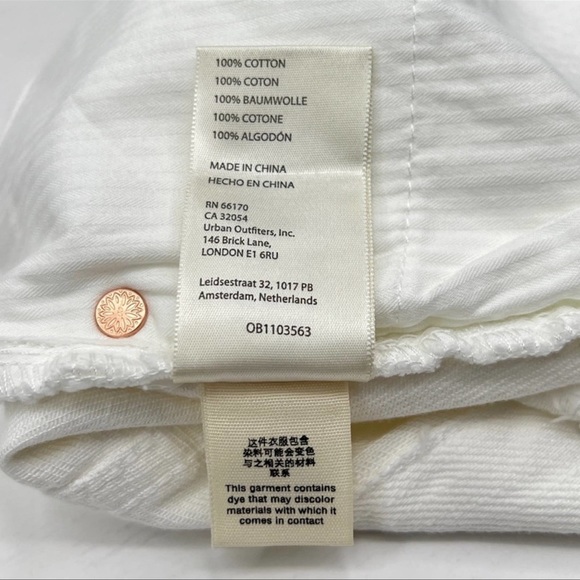 100% COTTON
100% COTON
100% BAUMWOLLE
100% COTONE
100% ALGODÓN
MADE IN CHINA
HECHO EN CHINA
RN 66170
CA 32054
Urban Outfitters, Inc.
146 Brick Lane,
LONDON E1 6RU
Leidsestraat 32, 1017 PB
Amsterdam, Netherlands
OB1103563
这件衣服包含
染料可能会变色
与之相关的材料
联系
This garment contains
dye that may discolor
materials with which it
comes in contact